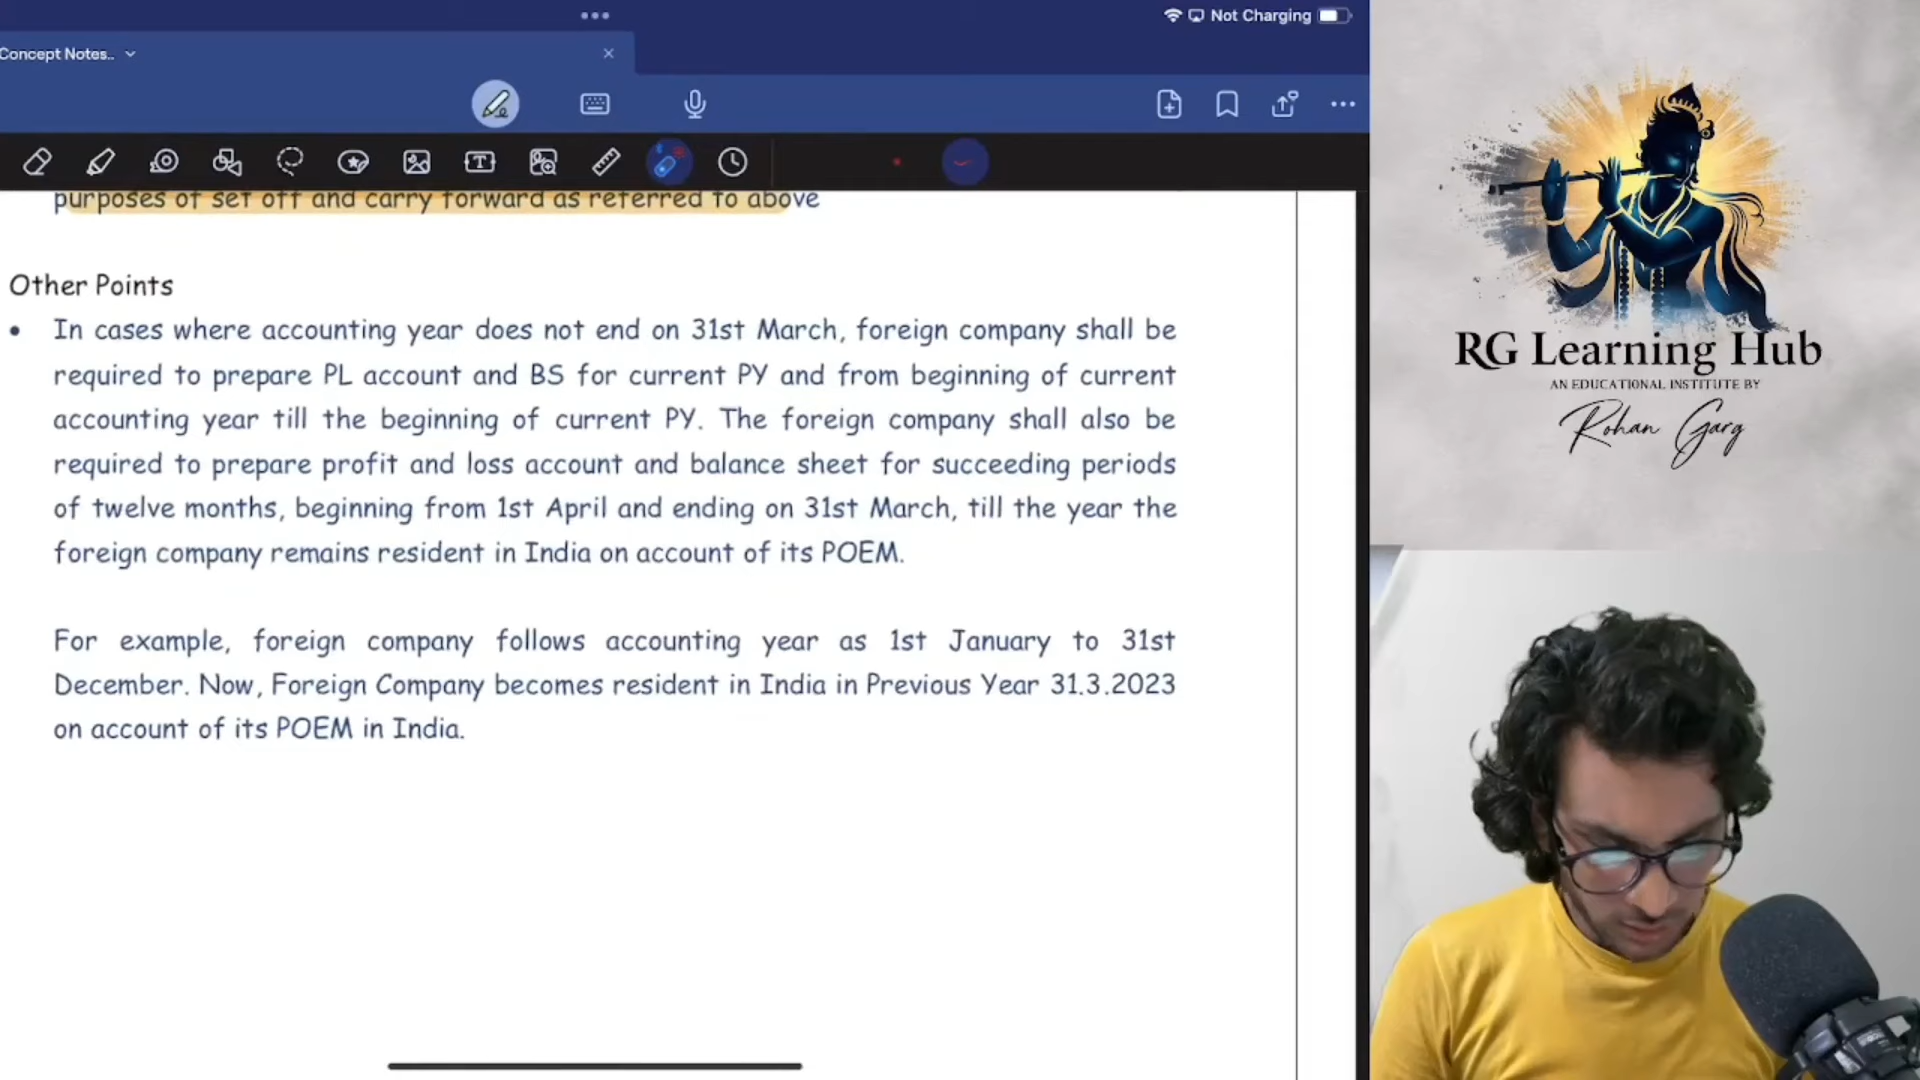 Not Charging
Concept Notes..
purposes of set off and carry forward as referred to above
Other Points
• In cases where accounting year does not end on 31st March, foreign company shall be
required to prepare PL account and BS for current PY and from beginning of current
accounting year till the beginning of current PY. The foreign company shall also be
required to prepare profit and loss account and balance sheet for succeeding periods
of twelve months, beginning from 1st April and ending on 31st March, till the year the
foreign company remains resident in India on account of its POEM.
For example, foreign company follows accounting year as 1st January to 31st
December. Now, Foreign Company becomes resident in India in Previous Year 31.3.2023
on account of its POEM in India.
RG Learning Hub
AN EDUCATIONAL INSTITUTE BY
Rohan Garg